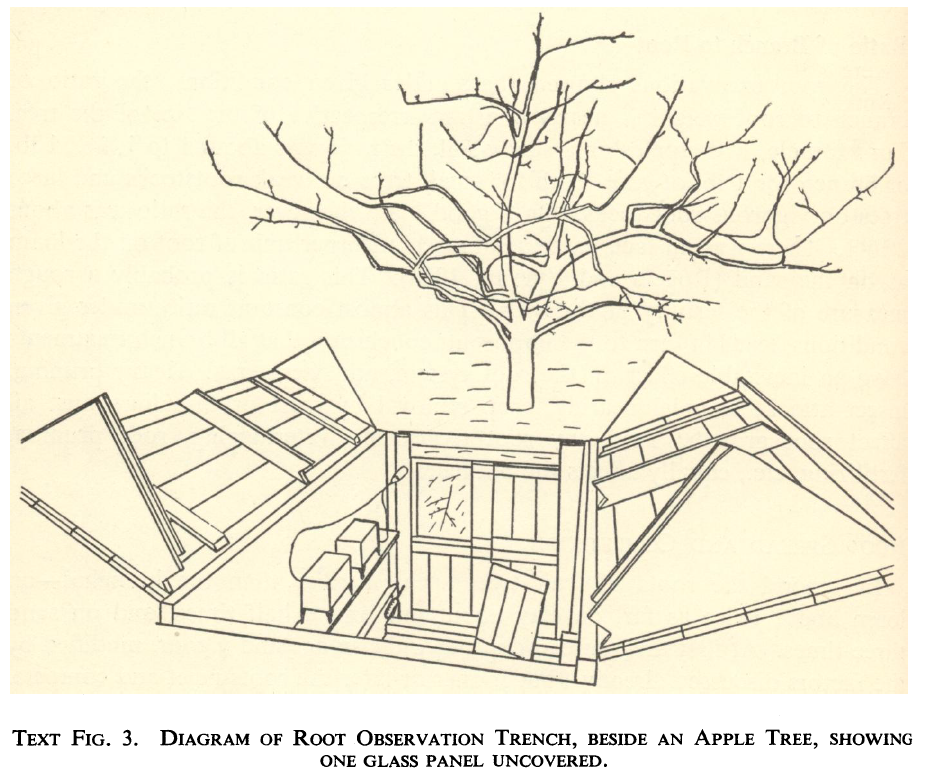 TEXT FIG. 3. DIAGRAM OF ROOT OBSERVATION TRENCH, BESIDE AN APPLE TREE, SHOWING
ONE GLASS PANEL UNCOVERED.